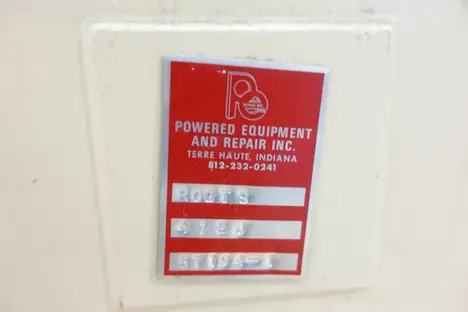 POWERED EQUIPMENT
AND REPAIR INC.
TERRE HAUTE, INDIANA
812-232-0241
ROOTS